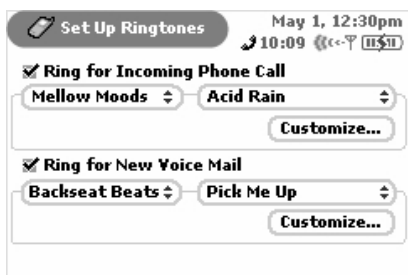 Set Up Ringtones
May 1, 12:30pm
10:09
Ring for Incoming Phone Call
Mellow Moods
Acid Rain
Customize...
Ring for New Voice Mail
Backseat Beats
Pick Me Up
Customize...